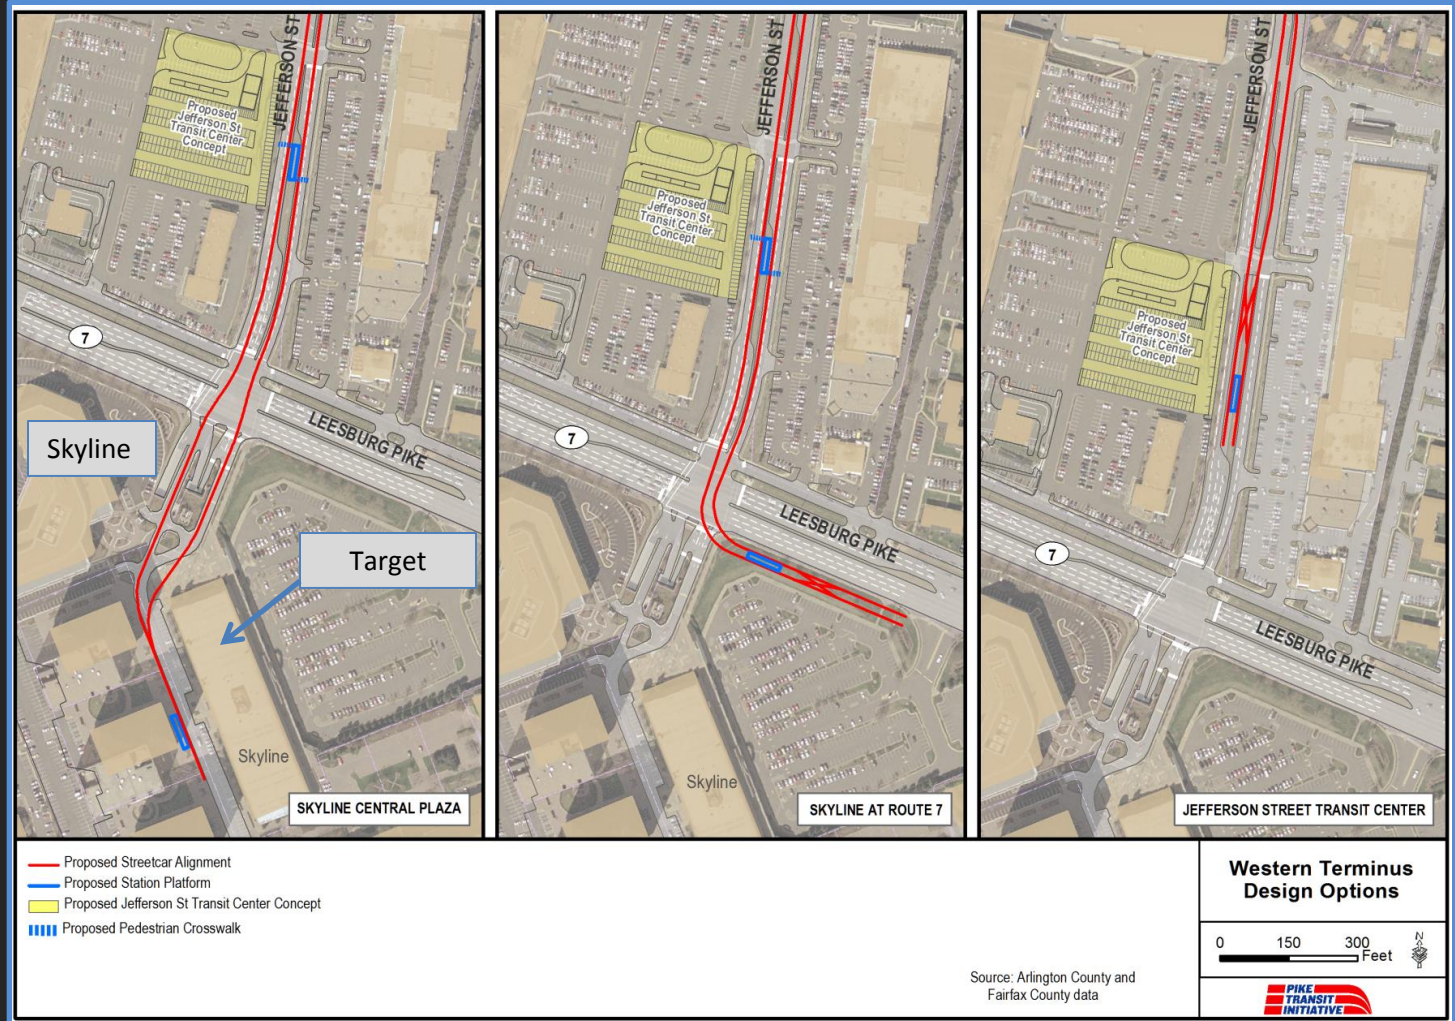 JEFFERSON ST
Proposed
Jefferson St
Transit Center
Concept
7
LEESBURG PIKE
Skyline
Target
Skyline
SKYLINE CENTRAL PLAZA
JEFFERSON ST
Proposed
Jefferson St
Transit Center
Concept
7
LEESBURG PIKE
Skyline
SKYLINE AT ROUTE 7
JEFFERSON ST
Proposed
Jefferson St
Transit Center
Concept
7
LEESBURG PIKE
JEFFERSON STREET TRANSIT CENTER
Proposed Streetcar Alignment
Proposed Station Platform
Proposed Jefferson St Transit Center Concept
Proposed Pedestrian Crosswalk
Source: Arlington County and
Fairfax County data
Western Terminus
Design Options
0 150 300
Feet
N
PIKE
TRANSIT
INITIATIVE